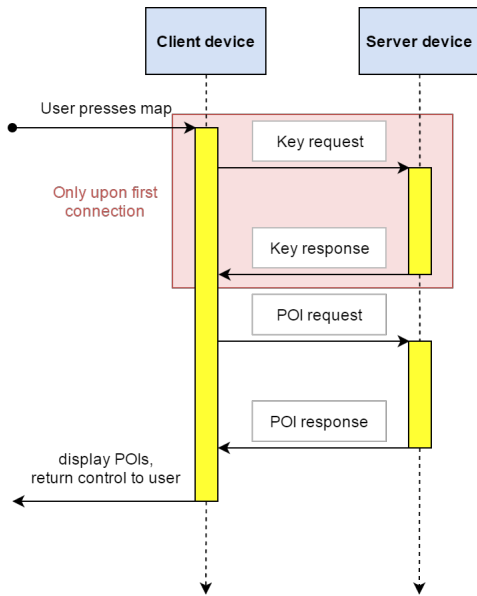 Client device
Server device
User presses map
Key request
Only upon first
connection
Key response
POI request
POI response
display POIs,
return control to user